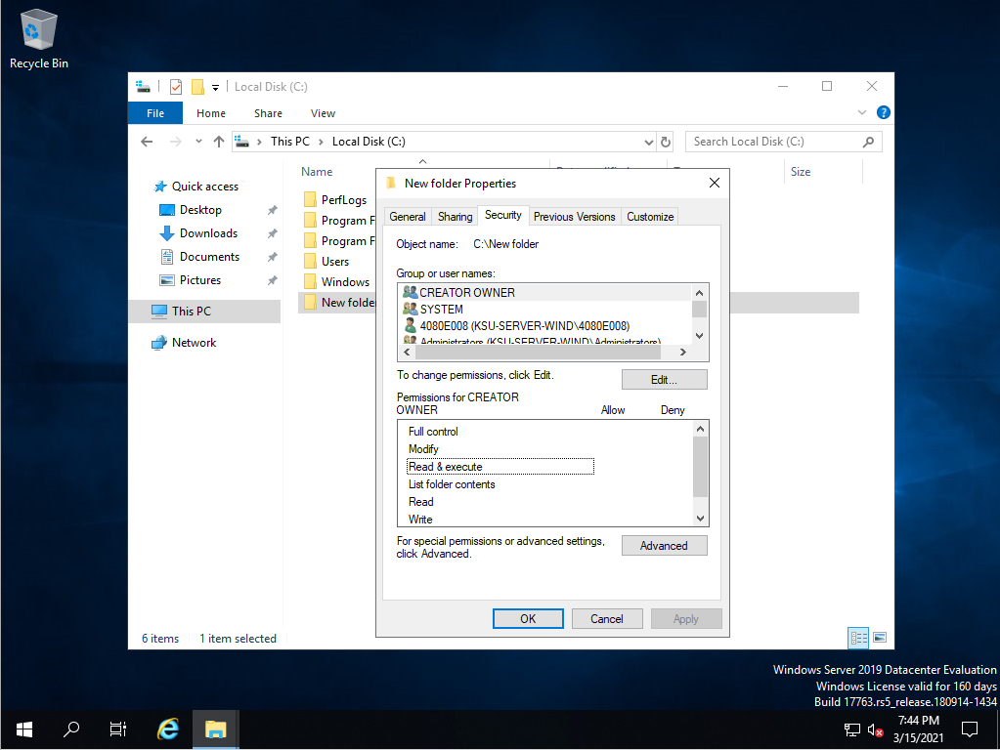 Recycle Bin
Local Disk (C:)
File Home Share View
This PC Local Disk (C:)
Search Local Disk (C:)
Name Size
Quick access
Desktop
Downloads
Documents
Pictures
This PC
Network
PerfLogs
Program F
Program F
Users
Windows
New folde
New folder Properties
General Sharing Security Previous Versions Customize
Object name: C:\New folder
Group or user names:
CREATOR OWNER
SYSTEM
4080E008 (KSU-SERVER-WIND\4080E008)
Administrators (KSU-SERVER-WIND\Administrators)
To change permissions, click Edit.
Edit...
Permissions for CREATOR
OWNER Allow Deny
Full control
Modify
Read & execute
List folder contents
Read
Write
For special permissions or advanced settings,
click Advanced.
Advanced
OK Cancel Apply
6 items 1 item selected
Windows Server 2019 Datacenter Evaluation
Windows License valid for 160 days
Build 17763.rs5_release.180914-1434
7:44 PM
3/15/2021